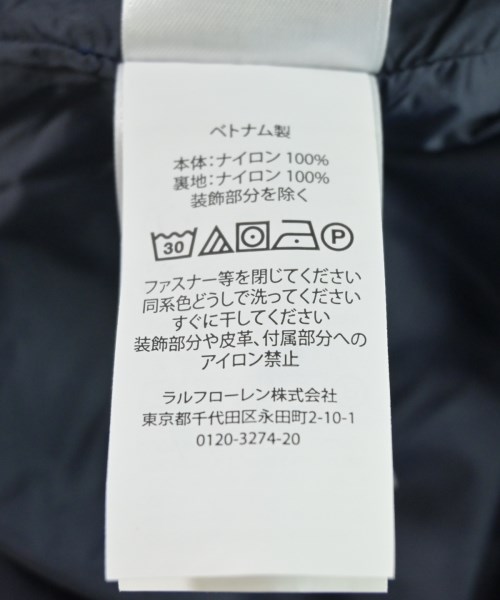 ベトナム製
本体：ナイロン 100%
裏地：ナイロン 100%
装飾部分を除く
30 P
ファスナー等を閉じてください
同系色どうしで洗ってください
すぐに干してください
装飾部分や皮革、付属部分への
アイロン禁止
ラルフローレン株式会社
東京都千代田区永田町2-10-1
0120-3274-20